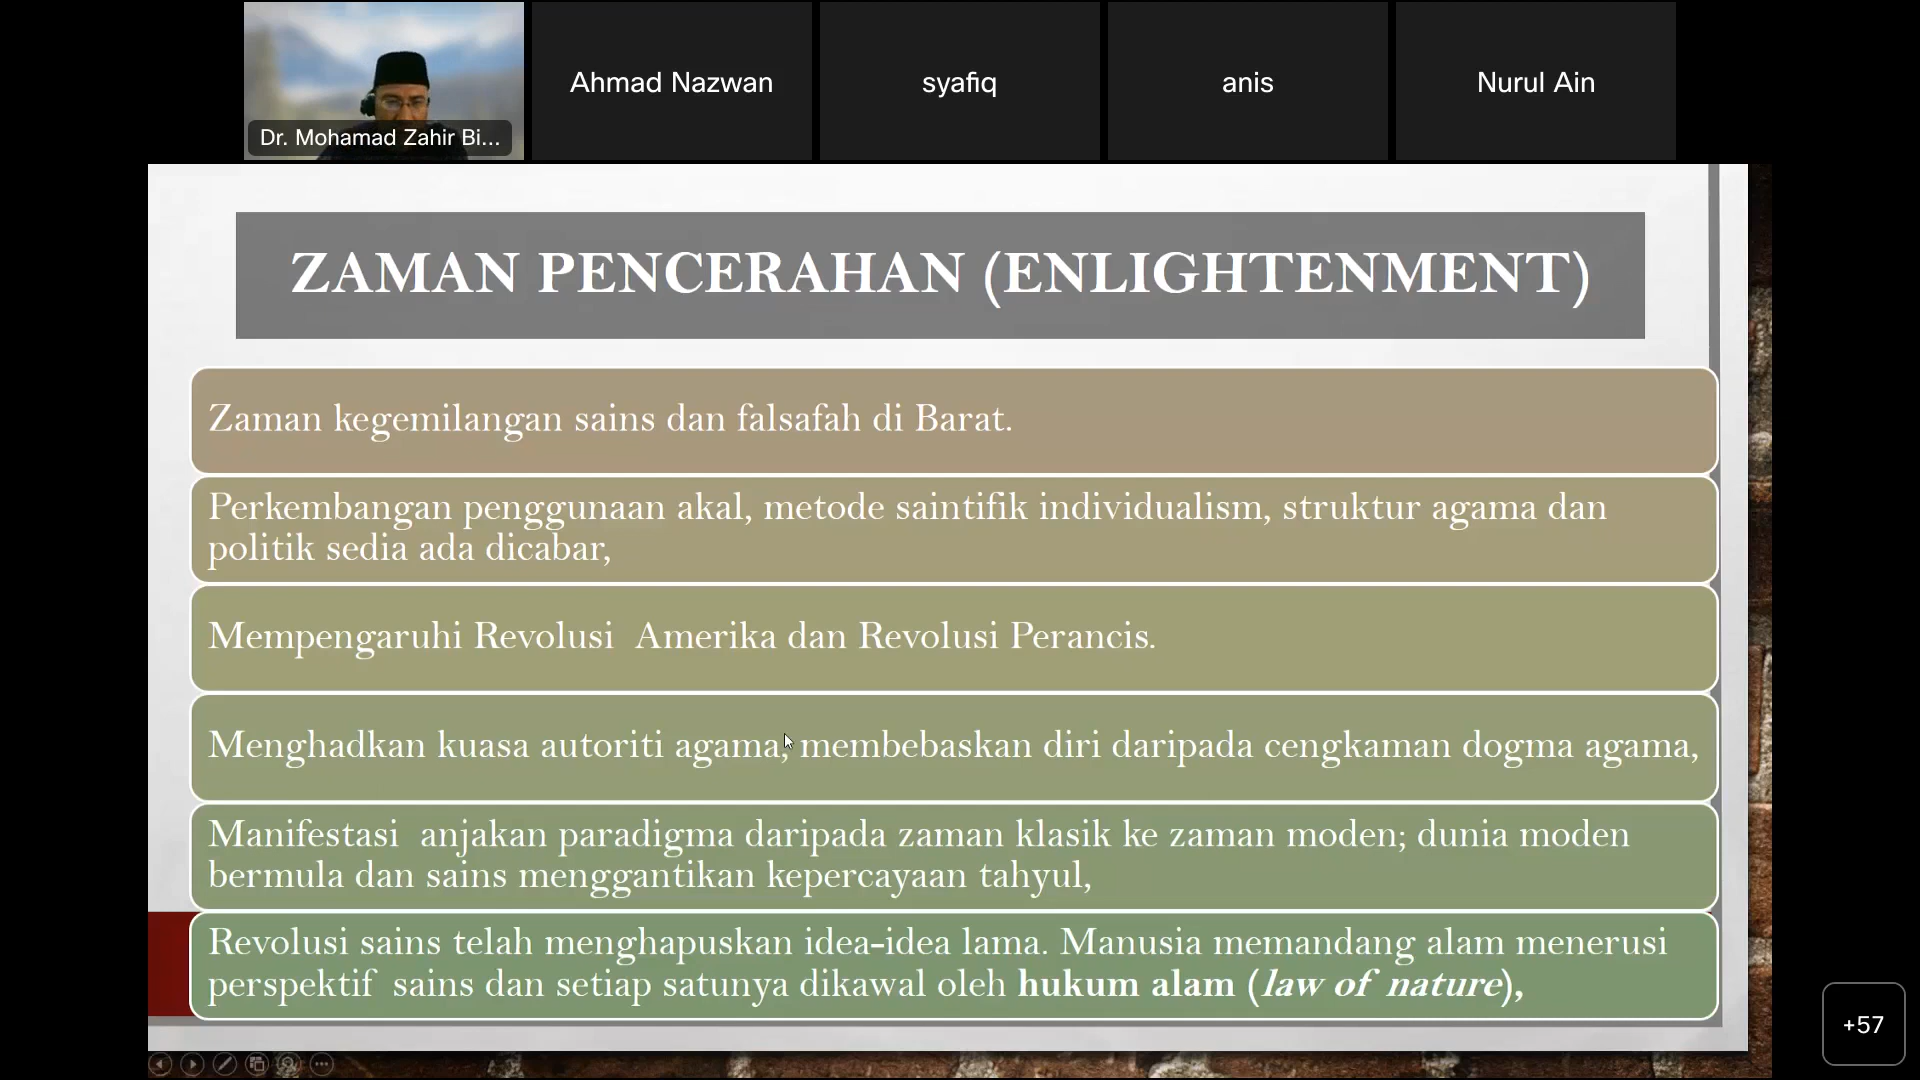 Dr. Mohamad Zahir Bi...
Ahmad Nazwan
syafiq
anis
Nurul Ain
ZAMAN PENCERAHAN (ENLIGHTENMENT)
Zaman kegemilangan sains dan falsafah di Barat.
Perkembangan penggunaan akal, metode saintifik individualism, struktur agama dan
politik sedia ada dicabar,
Mempengaruhi Revolusi  Amerika dan Revolusi Perancis.
Menghadkan kuasa autoriti agama, membebaskan diri daripada cengkaman dogma agama,
Manifestasi  anjakan paradigma daripada zaman klasik ke zaman moden; dunia moden
bermula dan sains menggantikan kepercayaan tahyul,
Revolusi sains telah menghapuskan idea-idea lama. Manusia memandang alam menerusi
perspektif  sains dan setiap satunya dikawal oleh hukum alam (law of nature),
+57